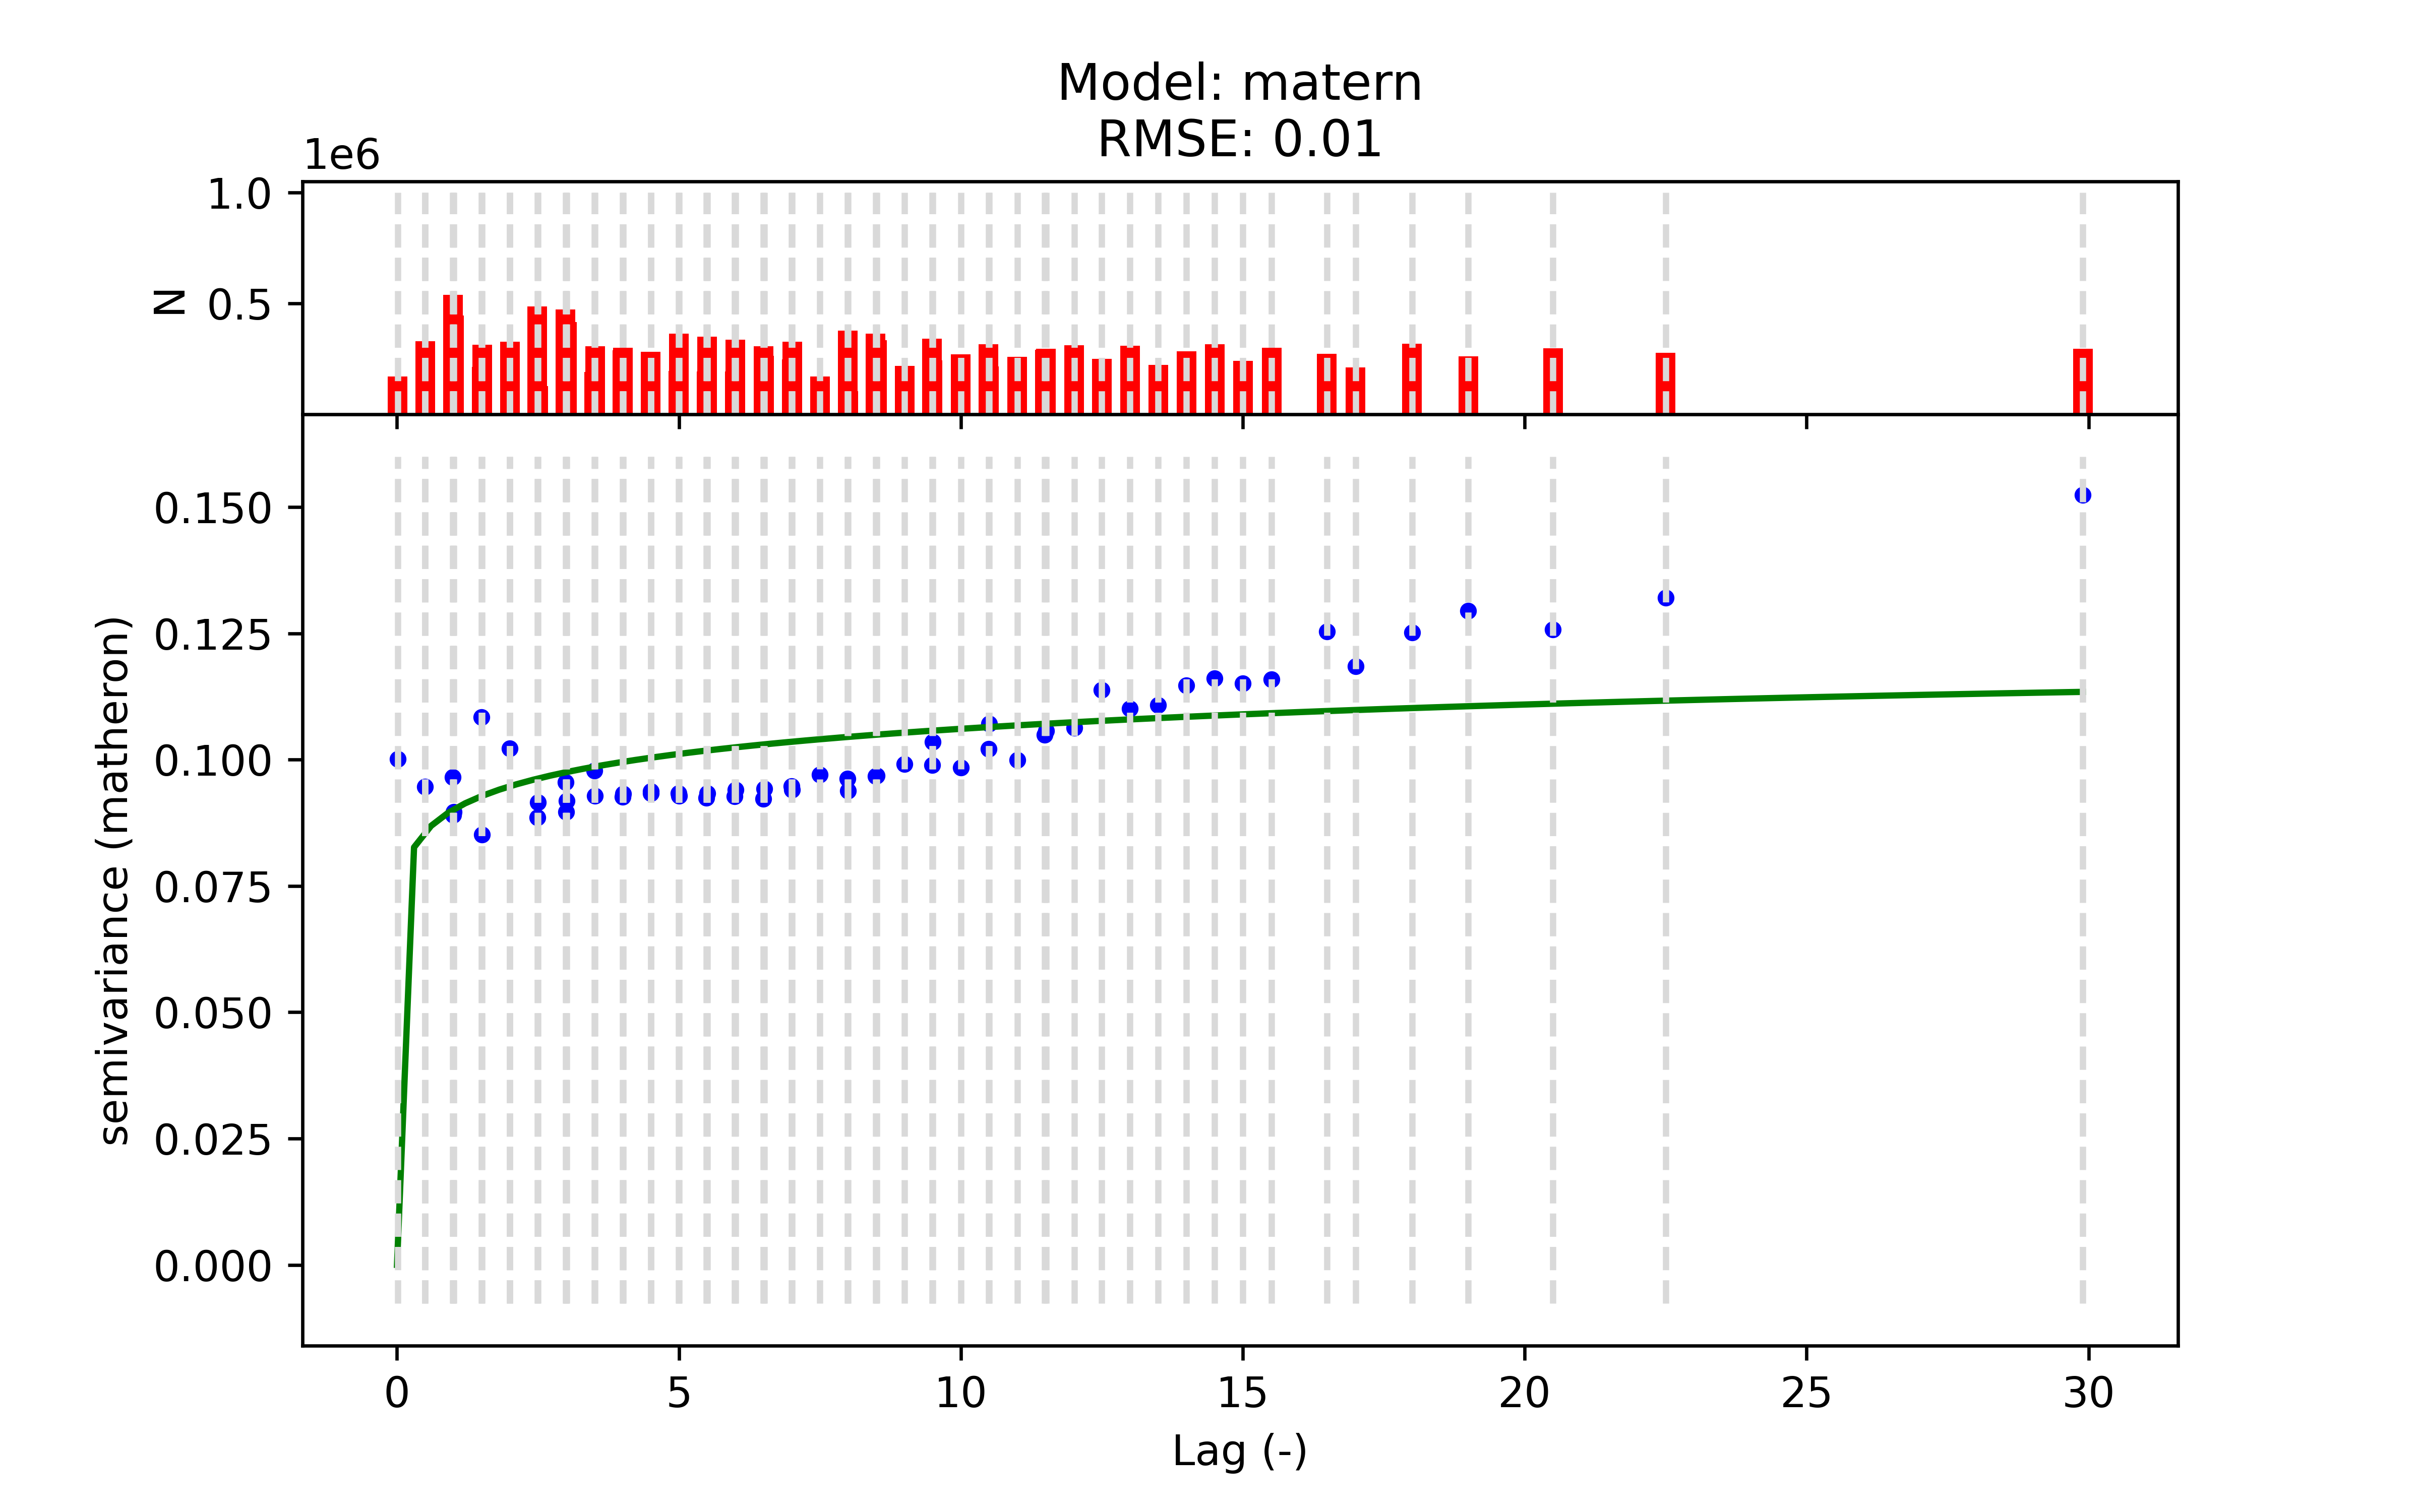 Model: matern
RMSE: 0.01
1e6
1.0
0.5
N
0.150
0.125
0.100
0.075
0.050
0.025
0.000
semivariance (matheron)
0 5 10 15 20 25 30
Lag (-)